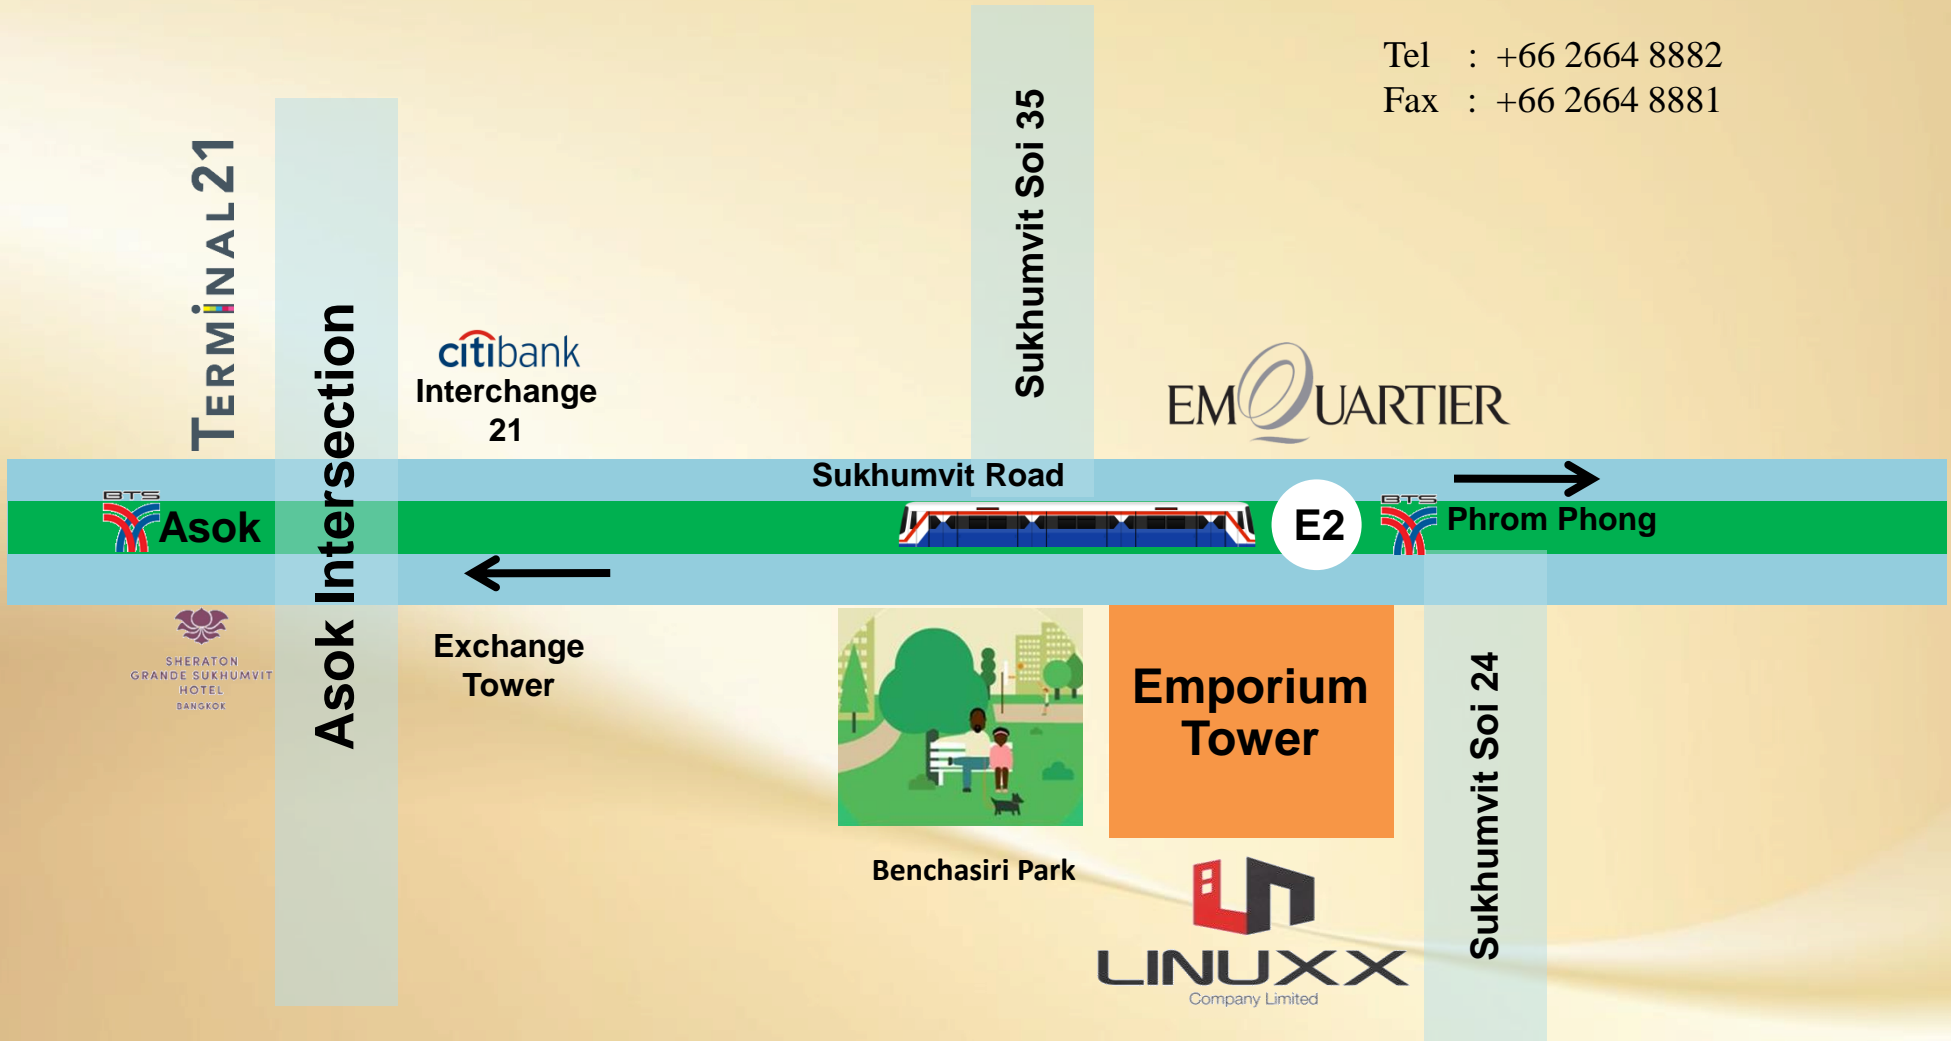 Tel : +66 2664 8882
Fax : +66 2664 8881
TERMINAL21
Asok Intersection
citibank
Interchange
21
Sukhumvit Soi 35
EMQUARTIER
Sukhumvit Road
BTS
Asok
E2
BTS
Phrom Phong
SHERATON
GRANDE SUKHUMVIT
HOTEL
BANGKOK
Exchange
Tower
Benchasiri Park
Emporium
Tower
LINUXX
Company Limited
Sukhumvit Soi 24